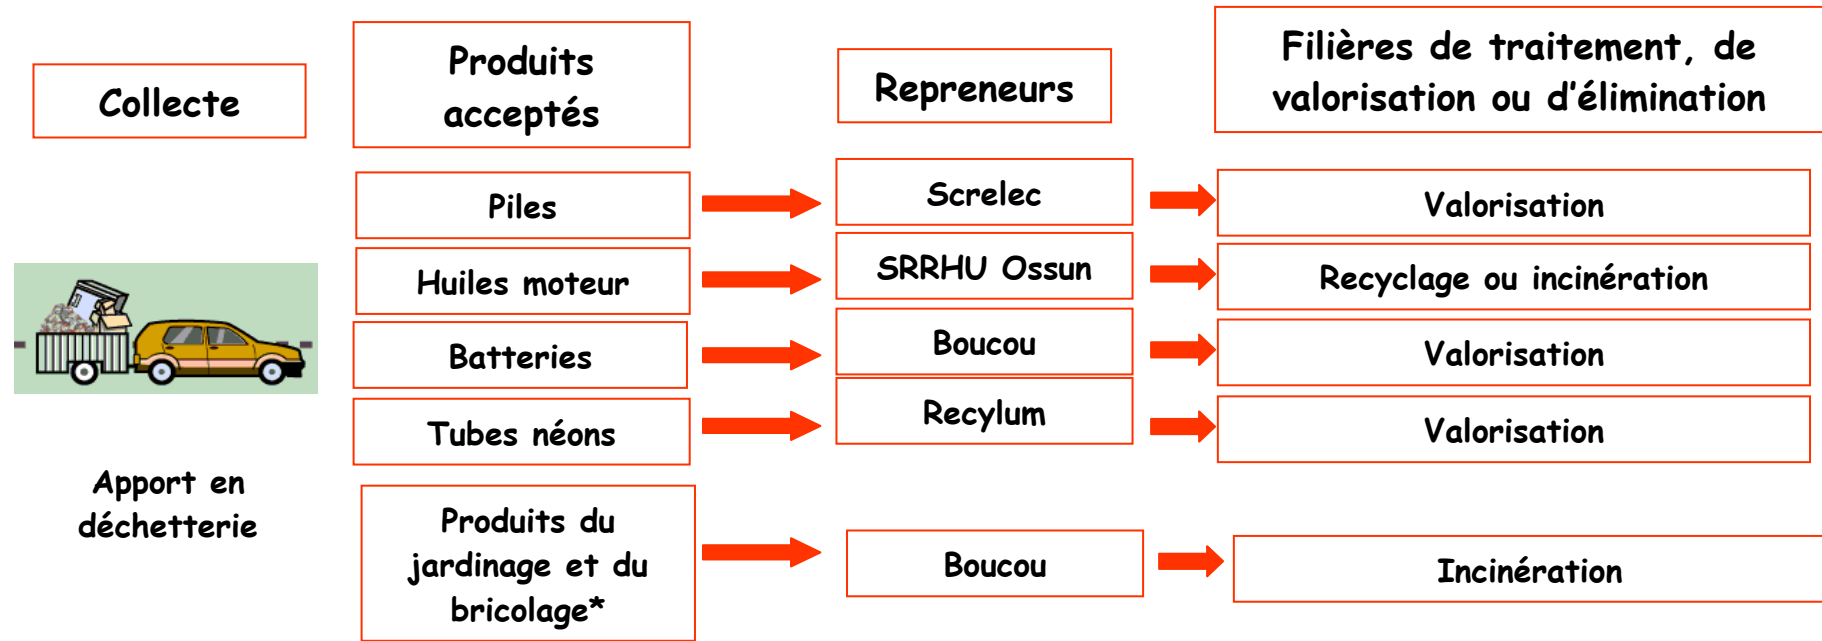 Collecte
Produits
acceptés
Repreneurs
Filières de traitement, de
valorisation ou d'élimination
Piles
Screlec
Valorisation
Huiles moteur
SRRHU Ossun
Recyclage ou incinération
Batteries
Boucou
Valorisation
Tubes néons
Recylum
Valorisation
Apport en
déchetterie
Produits du
jardinage et du
bricolage*
Boucou
Incinération